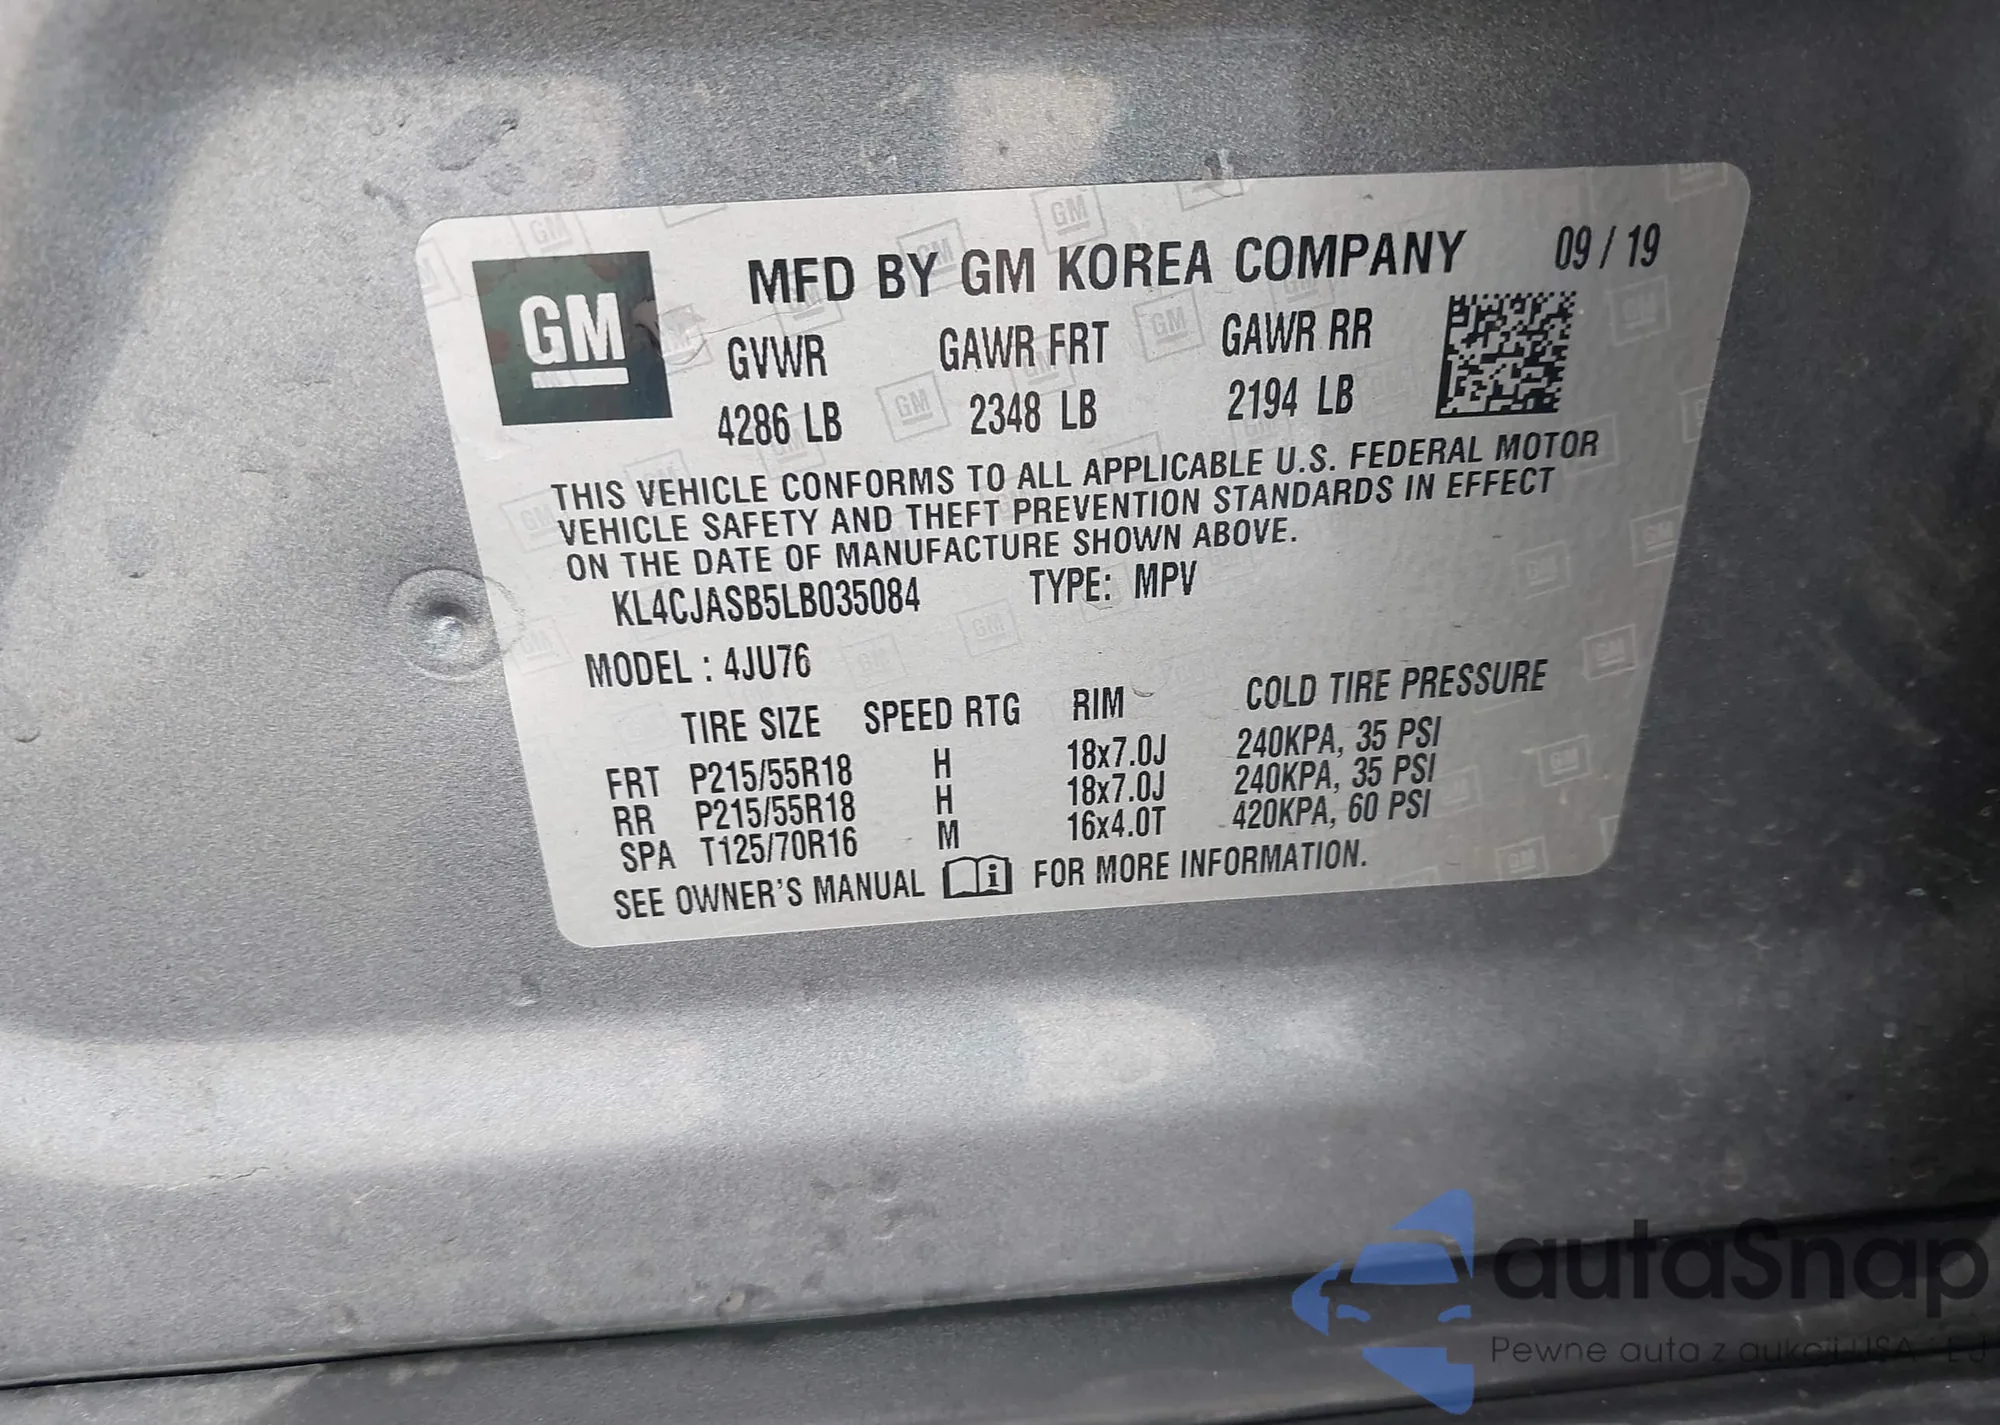 GM
MFD BY GM KOREA COMPANY 09 / 19
GVWR GAWR FRT GAWR RR
4286 LB 2348 LB 2194 LB
THIS VEHICLE CONFORMS TO ALL APPLICABLE U.S. FEDERAL MOTOR
VEHICLE SAFETY AND THEFT PREVENTION STANDARDS IN EFFECT
ON THE DATE OF MANUFACTURE SHOWN ABOVE.
KL4CJASB5LB035084 TYPE: MPV
MODEL : 4JU76
TIRE SIZE SPEED RTG RIM COLD TIRE PRESSURE
FRT P215/55R18 H 18x7.0J 240KPA, 35 PSI
RR P215/55R18 H 18x7.0J 240KPA, 35 PSI
SPA T125/70R16 M 16x4.0T 420KPA, 60 PSI
SEE OWNER'S MANUAL FOR MORE INFORMATION.
autaSnap
Pewne auta z aukcji USA